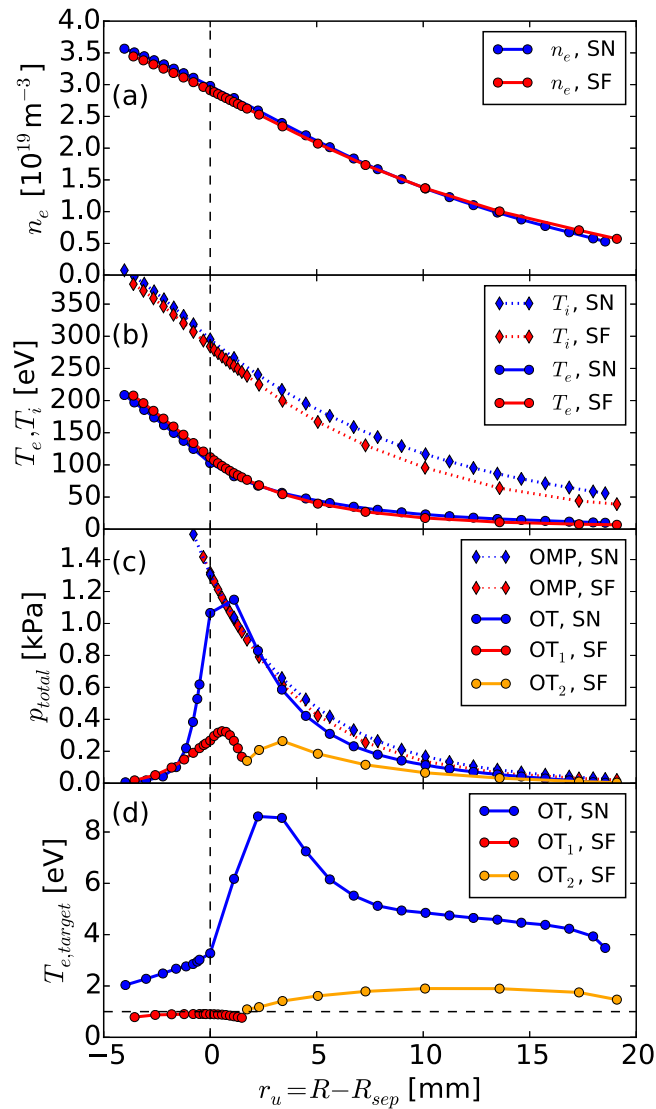 4.0
3.5
3.0
2.5
2.0
1.5
1.0
0.5
0.0
n_e [10^19 m^−3]
(a)
n_e, SN
n_e, SF
350
300
250
200
150
100
50
0
T_e, T_i [eV]
(b)
T_i, SN
T_i, SF
T_e, SN
T_e, SF
1.4
1.2
1.0
0.8
0.6
0.4
0.2
0.0
p_total [kPa]
(c)
OMP, SN
OMP, SF
OT, SN
OT_1, SF
OT_2, SF
8
6
4
2
0
T_e,target [eV]
(d)
OT, SN
OT_1, SF
OT_2, SF
−5 0 5 10 15 20
r_u = R − R_sep [mm]